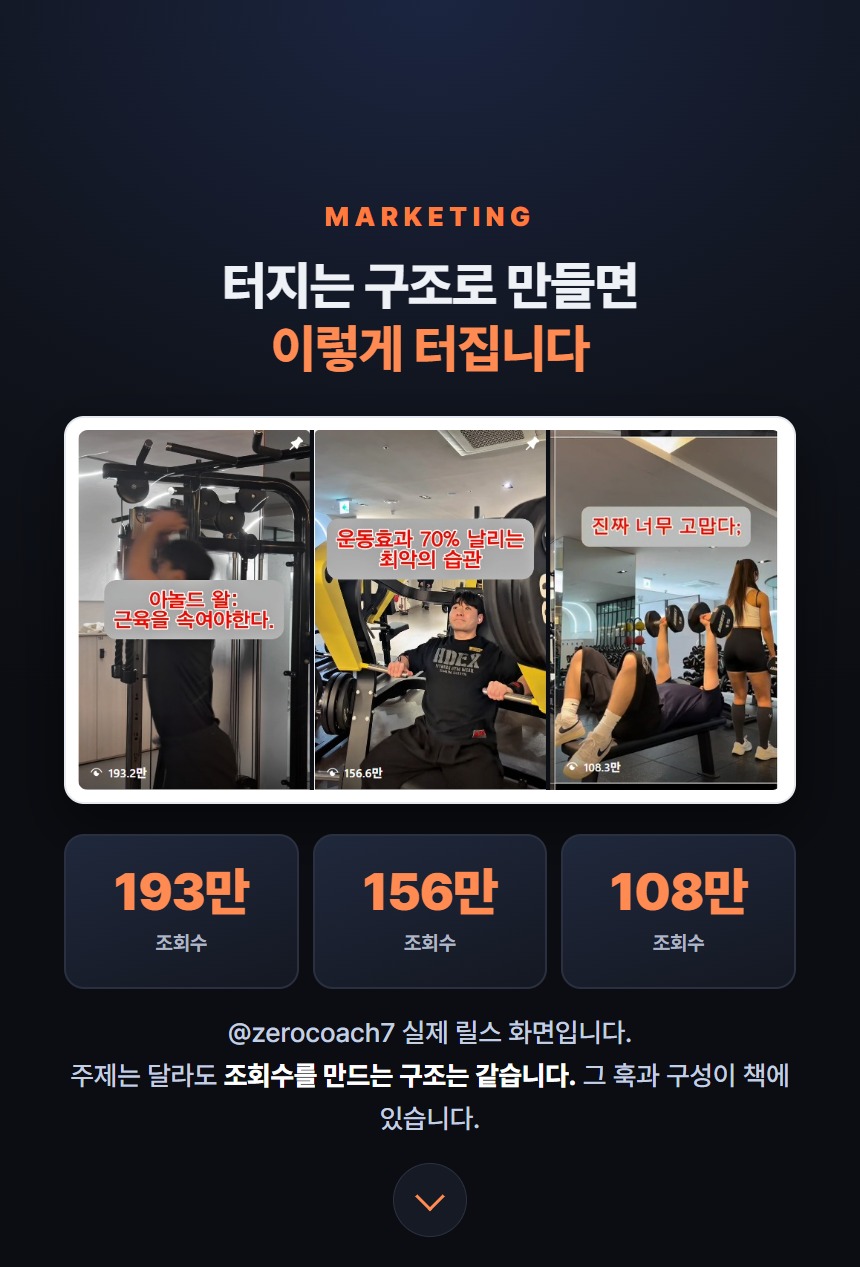 MARKETING
터지는 구조로 만들면
이렇게 터집니다
아놀드 왈:
근육을 속여야한다.
193.2만
운동효과 70% 날리는
최악의 습관
HDEX
156.6만
진짜 너무 고맙다;
108.3만
193만
조회수
156만
조회수
108만
조회수
@zerocoach7 실제 릴스 화면입니다.
주제는 달라도 조회수를 만드는 구조는 같습니다. 그 훅과 구성이 책에
있습니다.